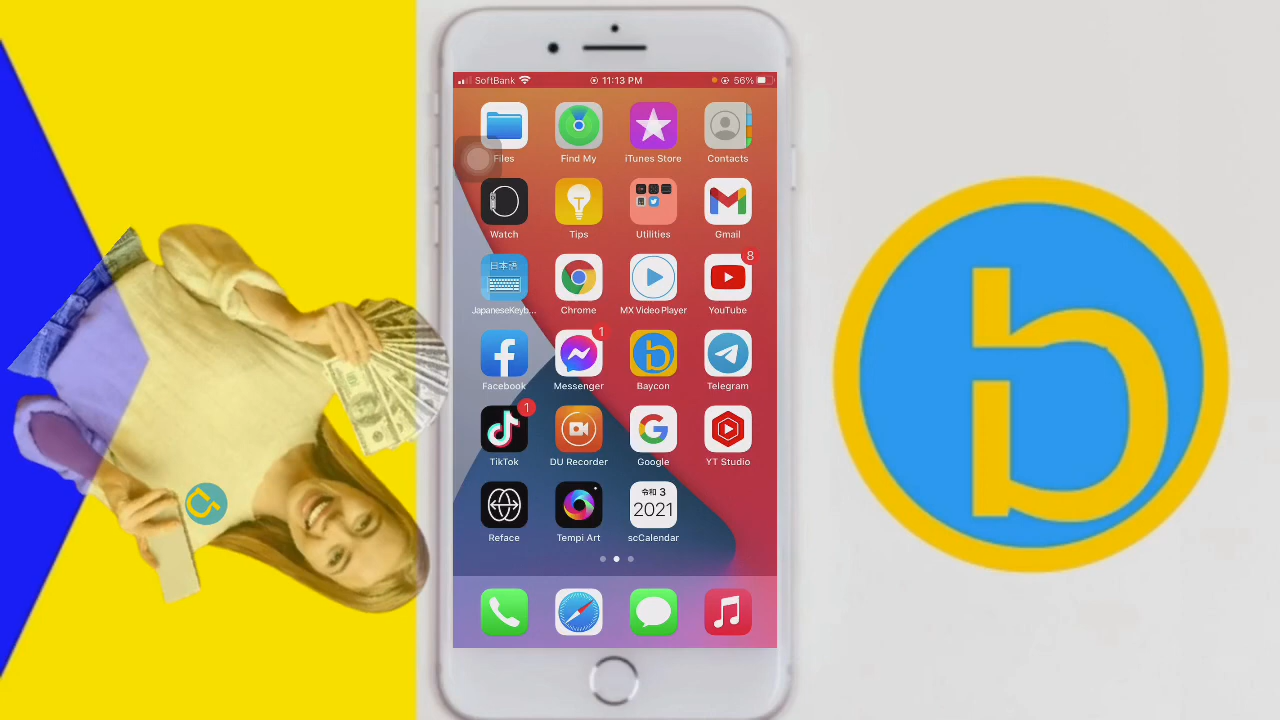 SoftBank 11:13 PM 56%
Files Find My iTunes Store Contacts
Watch Tips Utilities Gmail
日本語 8
JapaneseKeyb... Chrome MX Video Player YouTube
1
Facebook Messenger Baycon Telegram
1
TikTok DU Recorder Google YT Studio
令和 3
2021
Reface Tempi Art scCalendar
b